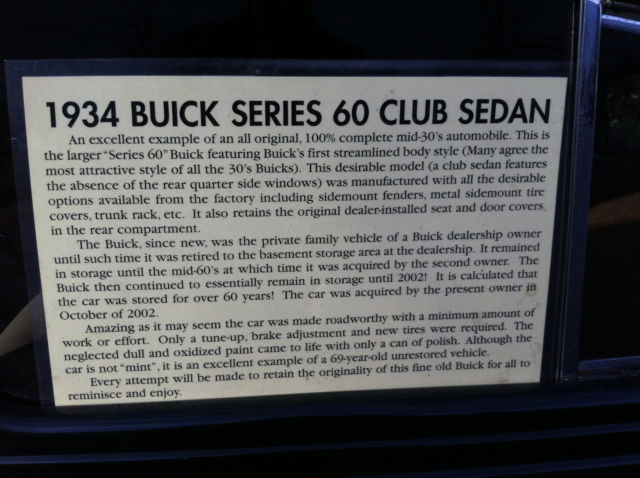 1934 BUICK SERIES 60 CLUB SEDAN
An excellent example of an all original, 100% complete mid-30's automobile. This is
the larger "Series 60" Buick featuring Buick's first streamlined body style (Many agree the
most attractive style of all the 30's Buicks). This desirable model (a club sedan features
the absence of the rear quarter side windows) was manufactured with all the desirable
options available from the factory including sidemount fenders, metal sidemount tire
covers, trunk rack, etc. It also retains the original dealer-installed seat and door covers
in the rear compartment.
The Buick, since new, was the private family vehicle of a Buick dealership owner
until such time it was retired to the basement storage area at the dealership. It remained
in storage until the mid-60's at which time it was acquired by the second owner. The
Buick then continued to essentially remain in storage until 2002! It is calculated that
the car was stored for over 60 years! The car was acquired by the present owner in
October of 2002.
Amazing as it may seem the car was made roadworthy with a minimum amount of
work or effort. Only a tune-up, brake adjustment and new tires were required. The
neglected dull and oxidized paint came to life with only a can of polish. Although the
car is not "mint", it is an excellent example of a 69-year-old unrestored vehicle.
Every attempt will be made to retain the originality of this fine old Buick for all to
reminisce and enjoy.